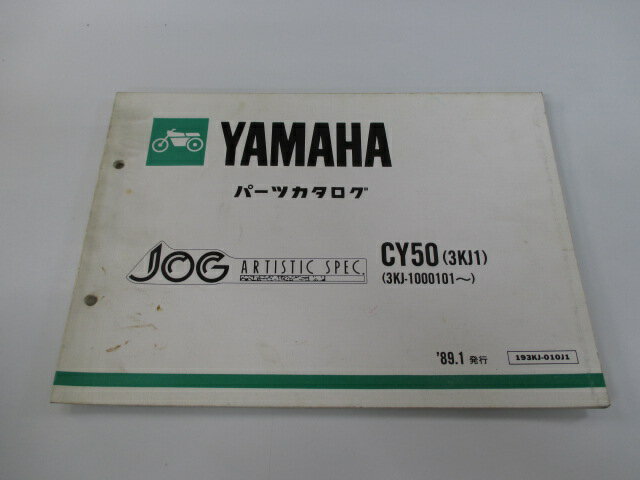 YAMAHA
パーツカタログ
JOG ARTISTIC SPEC.
CY50 (3KJ1)
(3KJ-1000101～)
'89.1 発行
193KJ-010J1